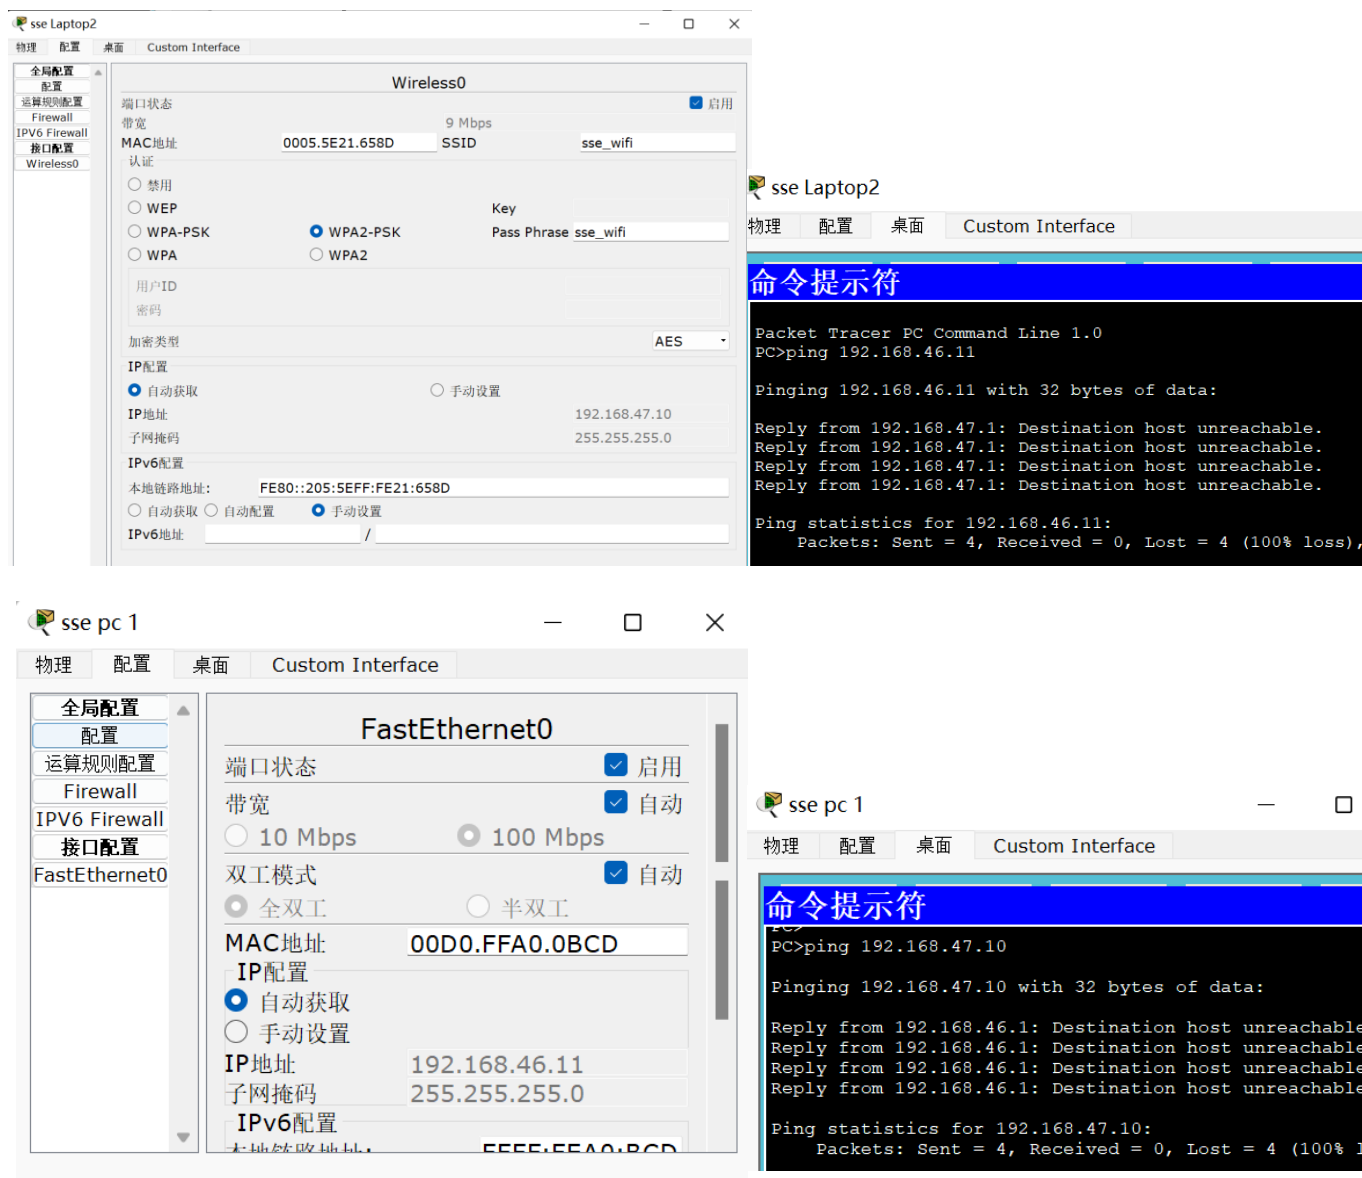 sse Laptop2
物理 配置 桌面 Custom Interface
全局配置
配置
运算规则配置
Firewall
IPV6 Firewall
接口配置
Wireless0
Wireless0
端口状态 启用
带宽 9 Mbps
MAC地址 0005.5E21.658D SSID sse_wifi
认证
禁用
WEP Key
WPA-PSK WPA2-PSK Pass Phrase sse_wifi
WPA WPA2
用户ID
密码
加密类型 AES
IP配置
自动获取 手动设置
IP地址 192.168.47.10
子网掩码 255.255.255.0
IPv6配置
本地链路地址: FE80::205:5EFF:FE21:658D
自动获取 自动配置 手动设置
IPv6地址 /
sse Laptop2
物理 配置 桌面 Custom Interface
命令提示符
Packet Tracer PC Command Line 1.0
PC>ping 192.168.46.11
Pinging 192.168.46.11 with 32 bytes of data:
Reply from 192.168.47.1: Destination host unreachable.
Reply from 192.168.47.1: Destination host unreachable.
Reply from 192.168.47.1: Destination host unreachable.
Reply from 192.168.47.1: Destination host unreachable.
Ping statistics for 192.168.46.11:
Packets: Sent = 4, Received = 0, Lost = 4 (100% loss),
sse pc 1
物理 配置 桌面 Custom Interface
全局配置
配置
运算规则配置
Firewall
IPV6 Firewall
接口配置
FastEthernet0
FastEthernet0
端口状态 启用
带宽 自动
10 Mbps 100 Mbps
双工模式 自动
全双工 半双工
MAC地址 00D0.FFA0.0BCD
IP配置
自动获取
手动设置
IP地址 192.168.46.11
子网掩码 255.255.255.0
IPv6配置
本地链路地址: FFFF:FEA0:BCD
sse pc 1
物理 配置 桌面 Custom Interface
命令提示符
PC>
PC>ping 192.168.47.10
Pinging 192.168.47.10 with 32 bytes of data:
Reply from 192.168.46.1: Destination host unreachable
Reply from 192.168.46.1: Destination host unreachable
Reply from 192.168.46.1: Destination host unreachable
Reply from 192.168.46.1: Destination host unreachable
Ping statistics for 192.168.47.10:
Packets: Sent = 4, Received = 0, Lost = 4 (100% l